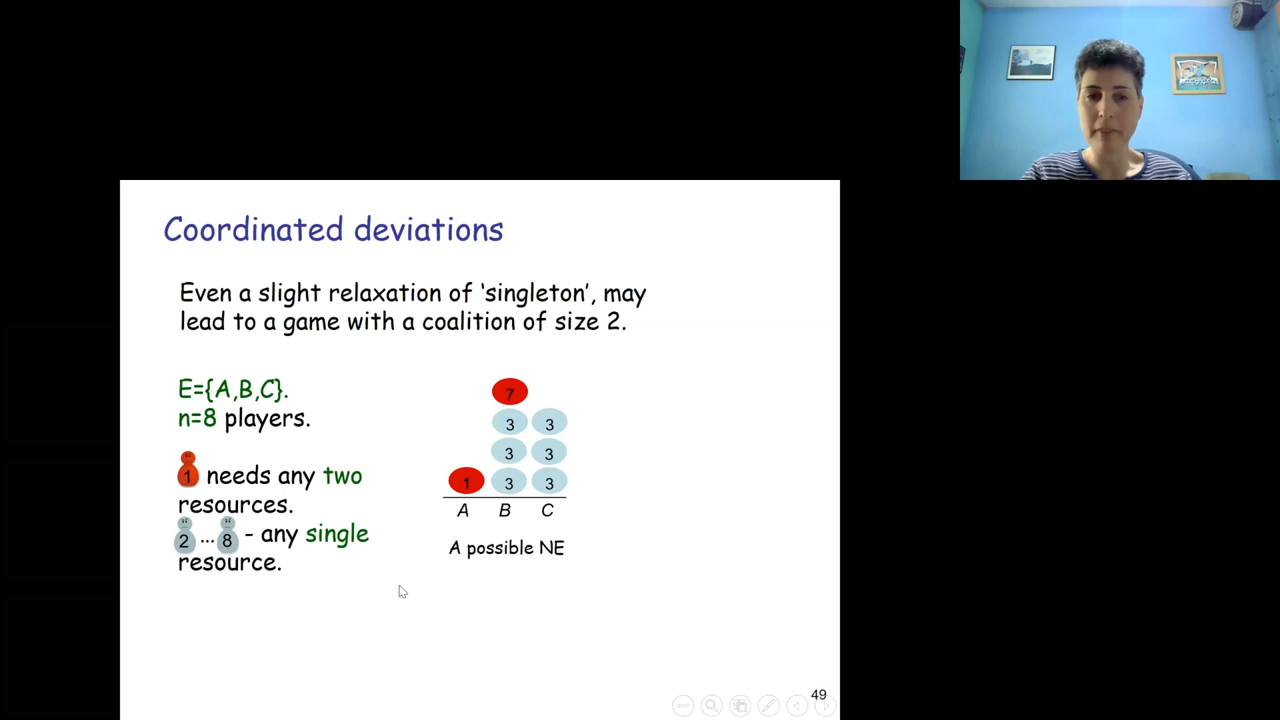 Coordinated deviations
Even a slight relaxation of ‘singleton’, may
lead to a game with a coalition of size 2.
E={A,B,C}.
n=8 players.
1 needs any two
resources.
2 ... 8 - any single
resource.
7
3 3
3 3
1 3 3
A B C
A possible NE
49